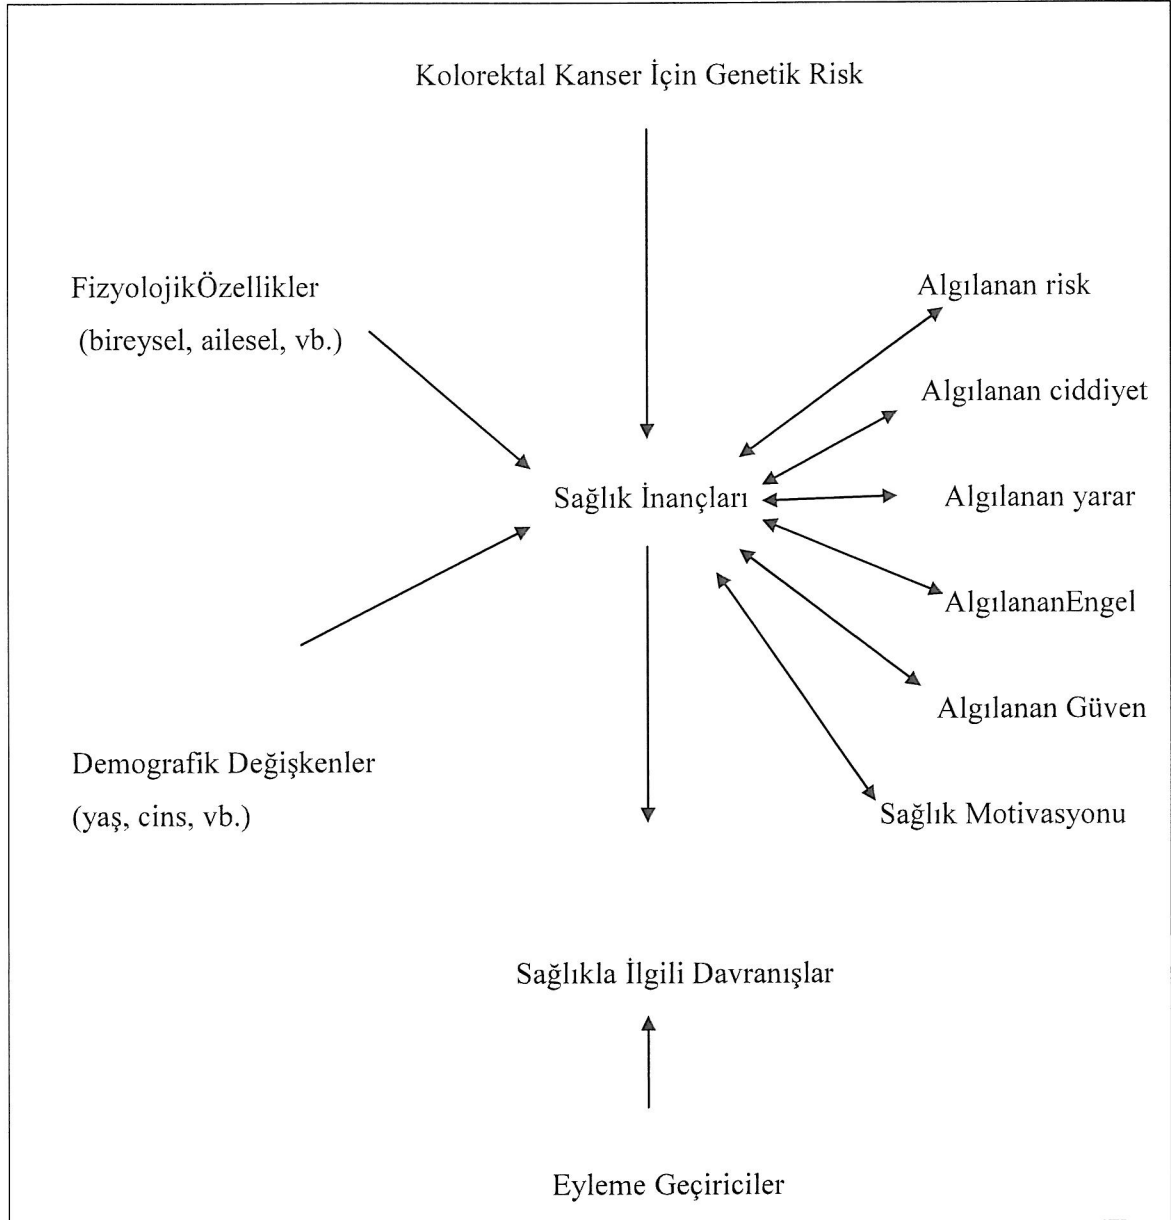 Kolorektal Kanser İçin Genetik Risk
FizyolojikÖzellikler
(bireysel, ailesel, vb.)
Algılanan risk
Algılanan ciddiyet
Sağlık İnançları
Algılanan yarar
AlgılananEngel
Algılanan Güven
Demografik Değişkenler
(yaş, cins, vb.)
Sağlık Motivasyonu
Sağlıkla İlgili Davranışlar
Eyleme Geçiriciler